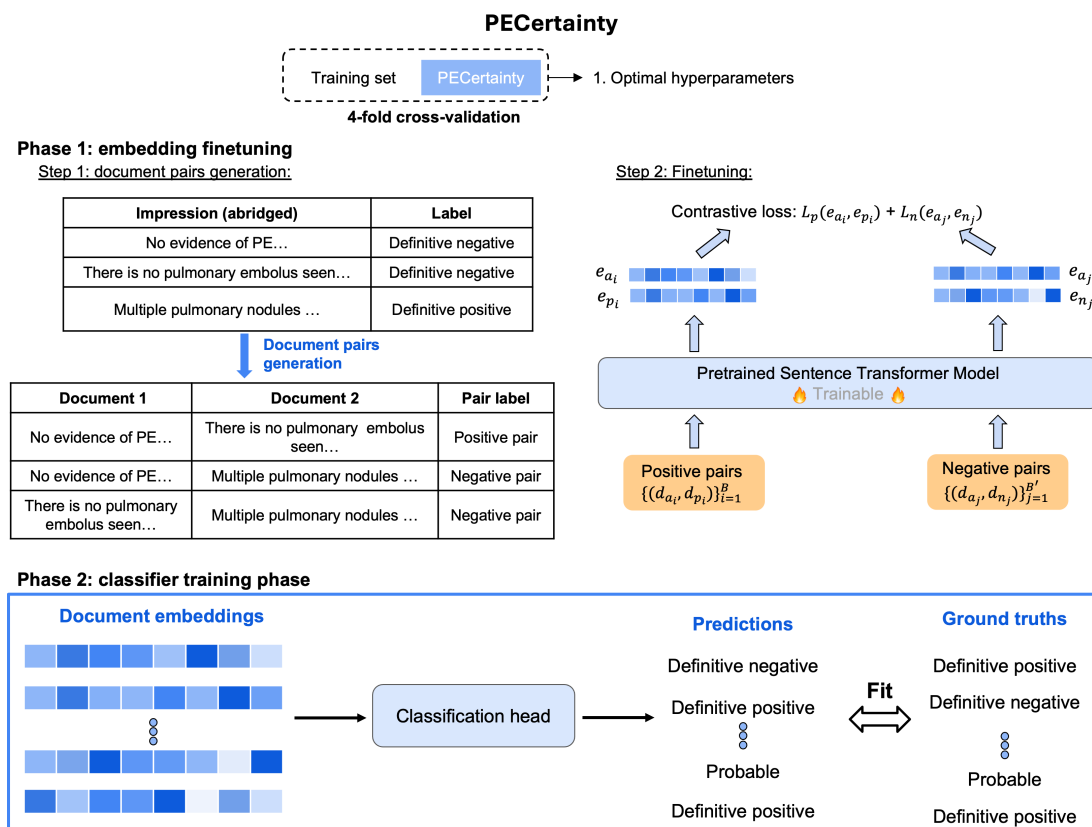 PECertainty
Training set PECertainty 1. Optimal hyperparameters
4-fold cross-validation
Phase 1: embedding finetuning
Step 1: document pairs generation:
Impression (abridged) Label
No evidence of PE… Definitive negative
There is no pulmonary embolus seen… Definitive negative
Multiple pulmonary nodules … Definitive positive
Document pairs
generation
Document 1 Document 2 Pair label
No evidence of PE… There is no pulmonary embolus
seen… Positive pair
No evidence of PE… Multiple pulmonary nodules … Negative pair
There is no pulmonary
embolus seen… Multiple pulmonary nodules … Negative pair
Step 2: Finetuning:
Contrastive loss: $L_p(e_{a_i}, e_{p_i}) + L_n(e_{a_j}, e_{n_j})$
$e_{a_i}$ $e_{a_j}$
$e_{p_i}$ $e_{n_j}$
Pretrained Sentence Transformer Model
🔥 Trainable 🔥
Positive pairs
$\{(d_{a_i}, d_{p_i})\}_{i=1}^{B}$
Negative pairs
$\{(d_{a_j}, d_{n_j})\}_{j=1}^{B'}$
Phase 2: classifier training phase
Document embeddings
Classification head
Predictions
Definitive negative
Definitive positive
Probable
Definitive positive
Fit
Ground truths
Definitive positive
Definitive negative
Probable
Definitive positive